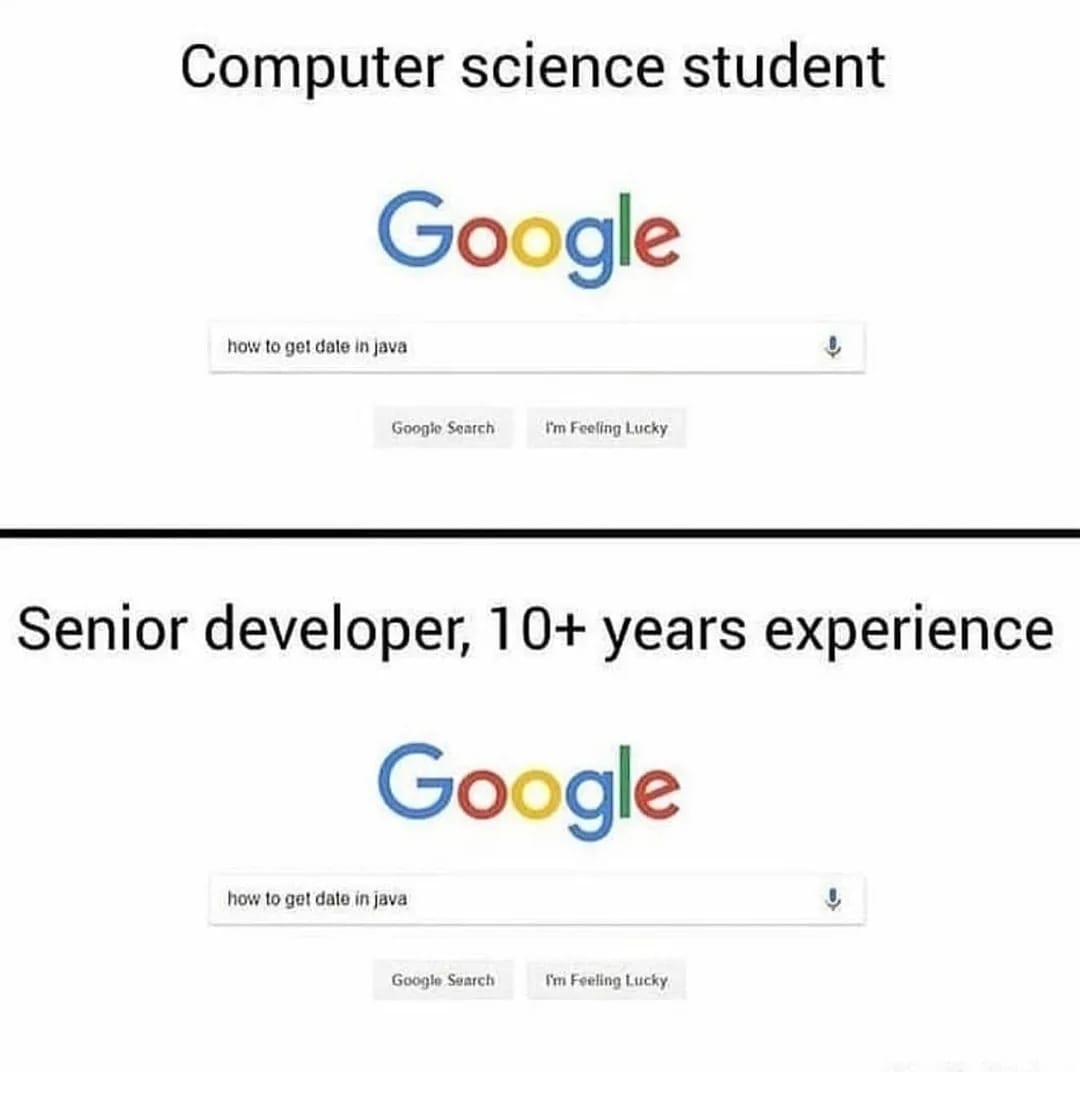 Computer science student
Google
how to get date in java
Google Search I'm Feeling Lucky
Senior developer, 10+ years experience
Google
how to get date in java
Google Search I'm Feeling Lucky